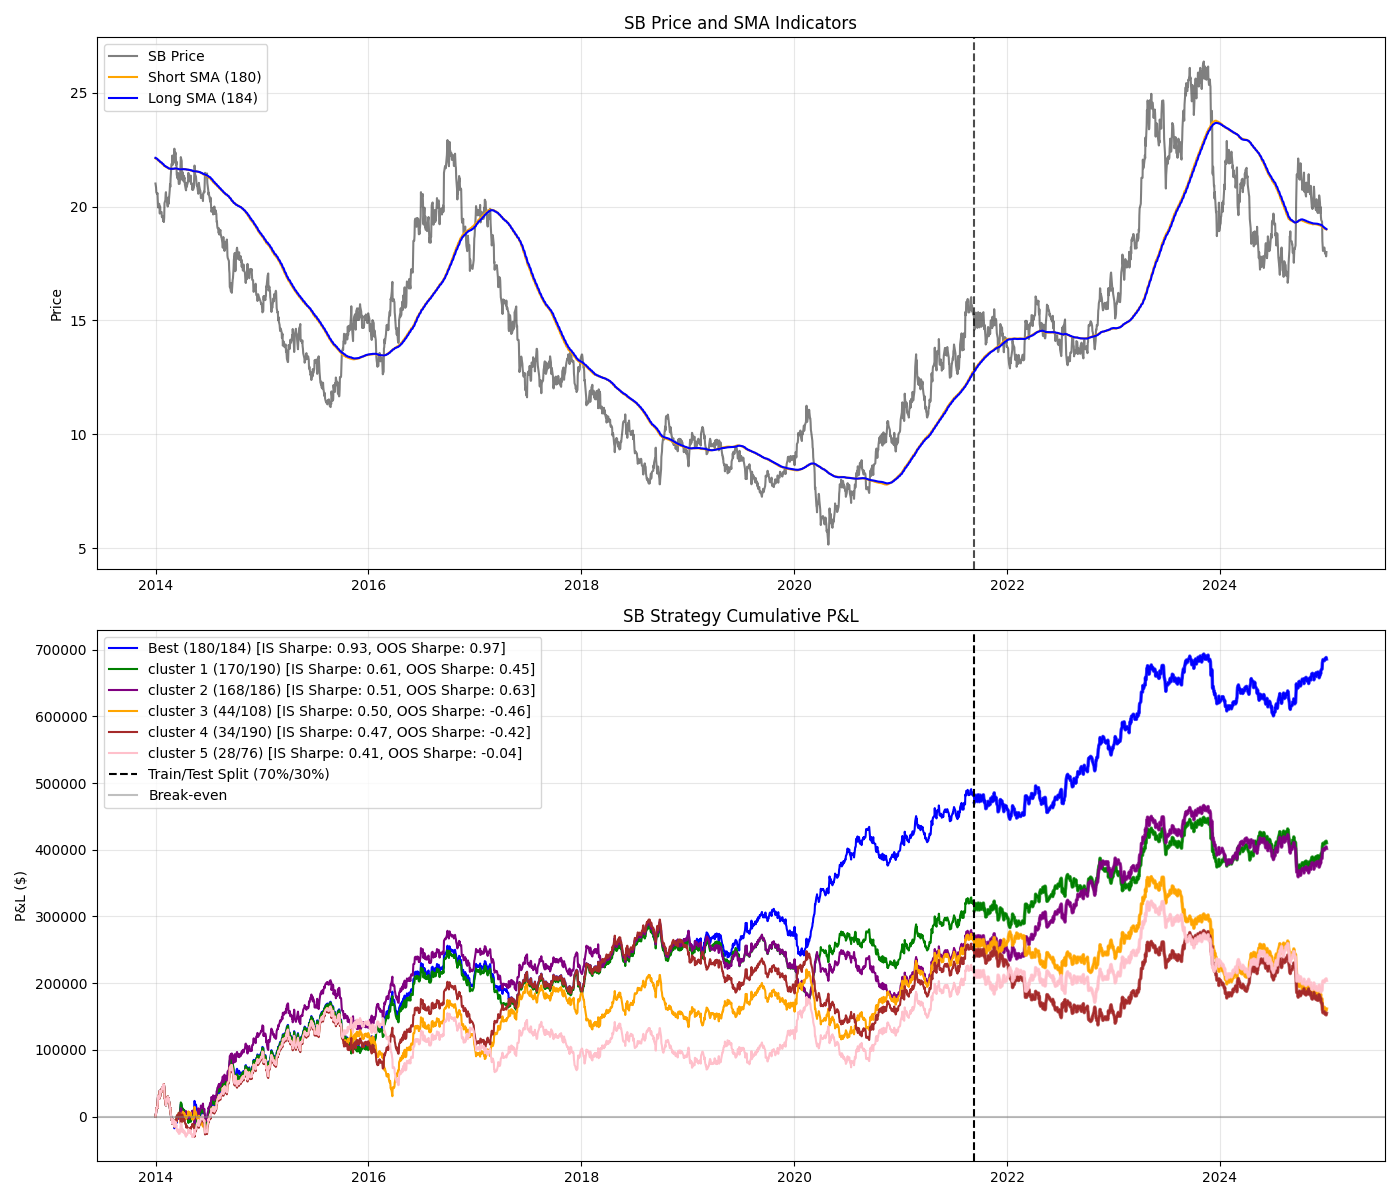 SB Price and SMA Indicators
SB Price
Short SMA (180)
Long SMA (184)
Price
25
20
15
10
5
2014 2016 2018 2020 2022 2024
SB Strategy Cumulative P&L
Best (180/184) [IS Sharpe: 0.93, OOS Sharpe: 0.97]
cluster 1 (170/190) [IS Sharpe: 0.61, OOS Sharpe: 0.45]
cluster 2 (168/186) [IS Sharpe: 0.51, OOS Sharpe: 0.63]
cluster 3 (44/108) [IS Sharpe: 0.50, OOS Sharpe: -0.46]
cluster 4 (34/190) [IS Sharpe: 0.47, OOS Sharpe: -0.42]
cluster 5 (28/76) [IS Sharpe: 0.41, OOS Sharpe: -0.04]
Train/Test Split (70%/30%)
Break-even
P&L ($)
700000
600000
500000
400000
300000
200000
100000
0
2014 2016 2018 2020 2022 2024